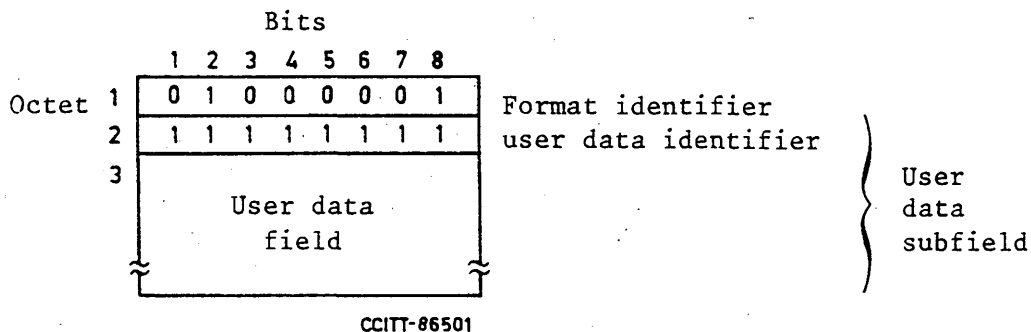 Bits
1 2 3 4 5 6 7 8
Octet 1 0 1 0 0 0 0 0 1 Format identifier
2 1 1 1 1 1 1 1 1 user data identifier
3
User data
field
User
data
subfield
CCITT-86501